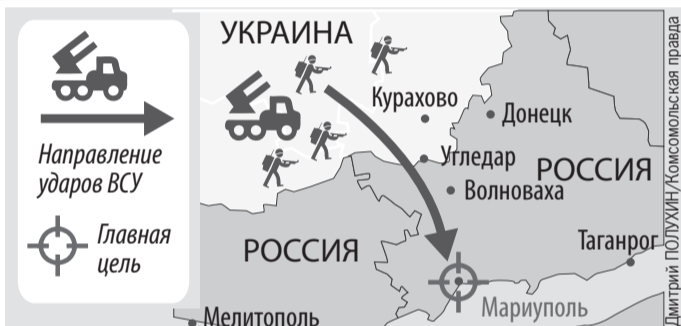 УКРАИНА
Курахово
Донецк
Угледар
РОССИЯ
Волноваха
Направление
ударов ВСУ
Главная
цель
РОССИЯ
Таганрог
Мариуполь
Мелитополь
Дмитрий ПОЛУХИН/Комсомольская правда